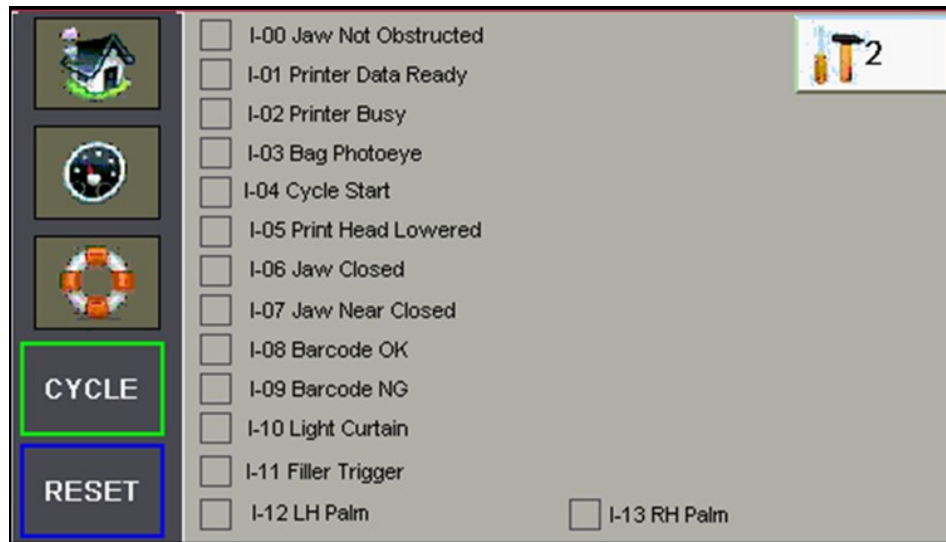 I-00 Jaw Not Obstructed
2
I-01 Printer Data Ready
I-02 Printer Busy
I-03 Bag Photoeye
I-04 Cycle Start
I-05 Print Head Lowered
I-06 Jaw Closed
I-07 Jaw Near Closed
I-08 Barcode OK
CYCLE
I-09 Barcode NG
I-10 Light Curtain
I-11 Filler Trigger
RESET
I-12 LH Palm
I-13 RH Palm